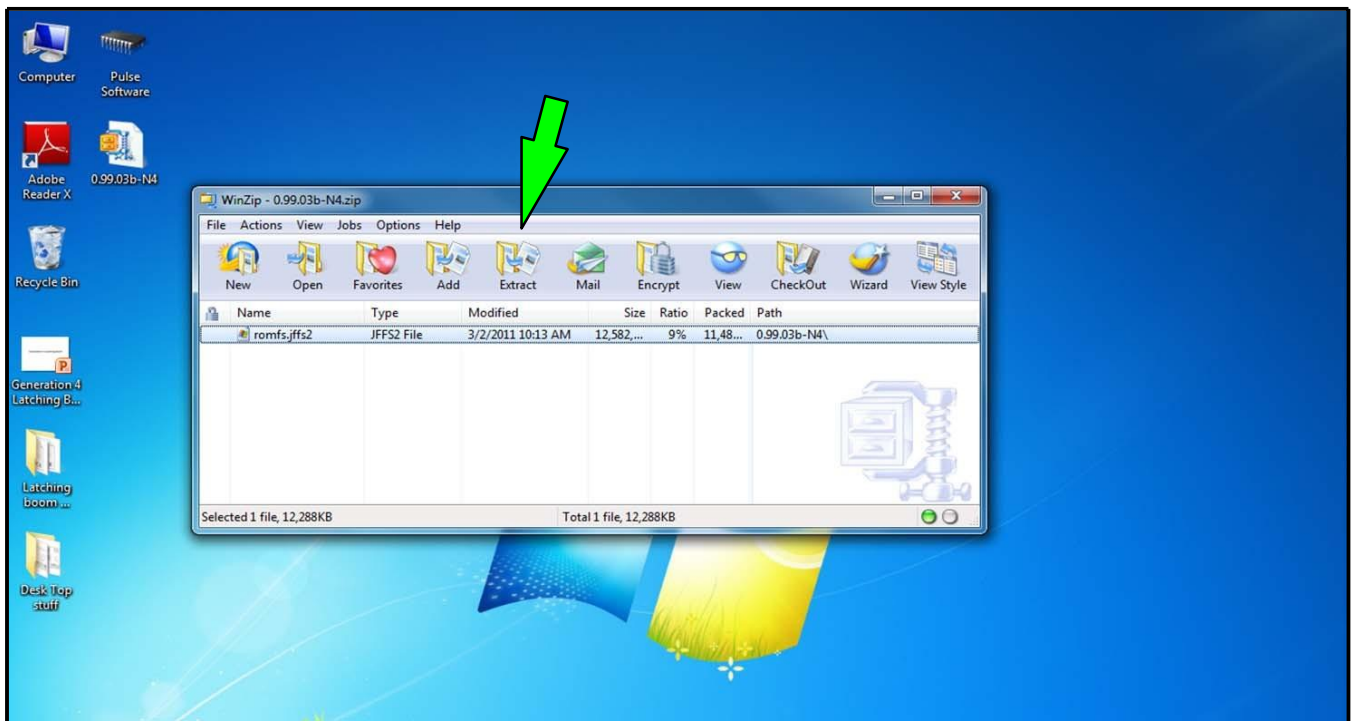 Computer
Pulse
Software
Adobe
Reader X
0.99.03b-N4
Recycle Bin
Generation 4
Latching B...
Latching
boom ...
Desk Top
stuff
WinZip - 0.99.03b-N4.zip
File Actions View Jobs Options Help
New Open Favorites Add Extract Mail Encrypt View CheckOut Wizard View Style
Name Type Modified Size Ratio Packed Path
romfs.jffs2 JFFS2 File 3/2/2011 10:13 AM 12,582,... 9% 11,48... 0.99.03b-N4\
Selected 1 file, 12,288KB Total 1 file, 12,288KB